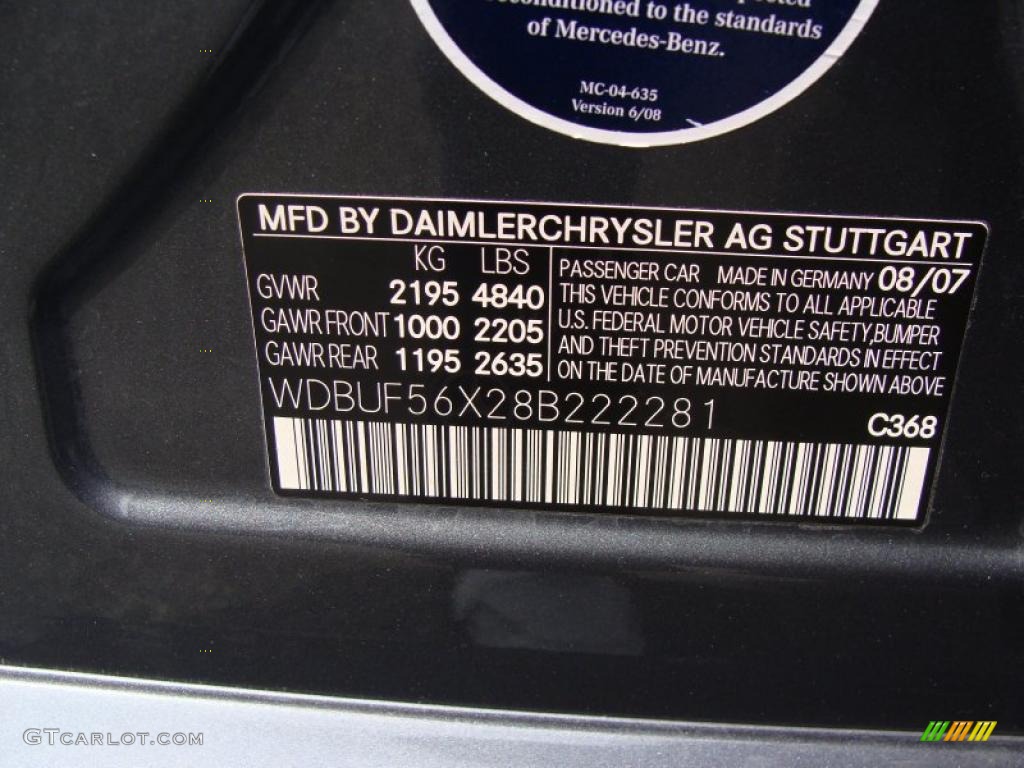 to the standards
of Mercedes-Benz.
MC-04-635
Version 6/08
MFD BY DAIMLERCHRYSLER AG STUTTGART
KG LBS
GVWR 2195 4840
GAWR FRONT 1000 2205
GAWR REAR 1195 2635
PASSENGER CAR MADE IN GERMANY 08/07
THIS VEHICLE CONFORMS TO ALL APPLICABLE
U.S. FEDERAL MOTOR VEHICLE SAFETY,BUMPER
AND THEFT PREVENTION STANDARDS IN EFFECT
ON THE DATE OF MANUFACTURE SHOWN ABOVE
WDBUF56X28B222281
C368
GTCARLOT.COM